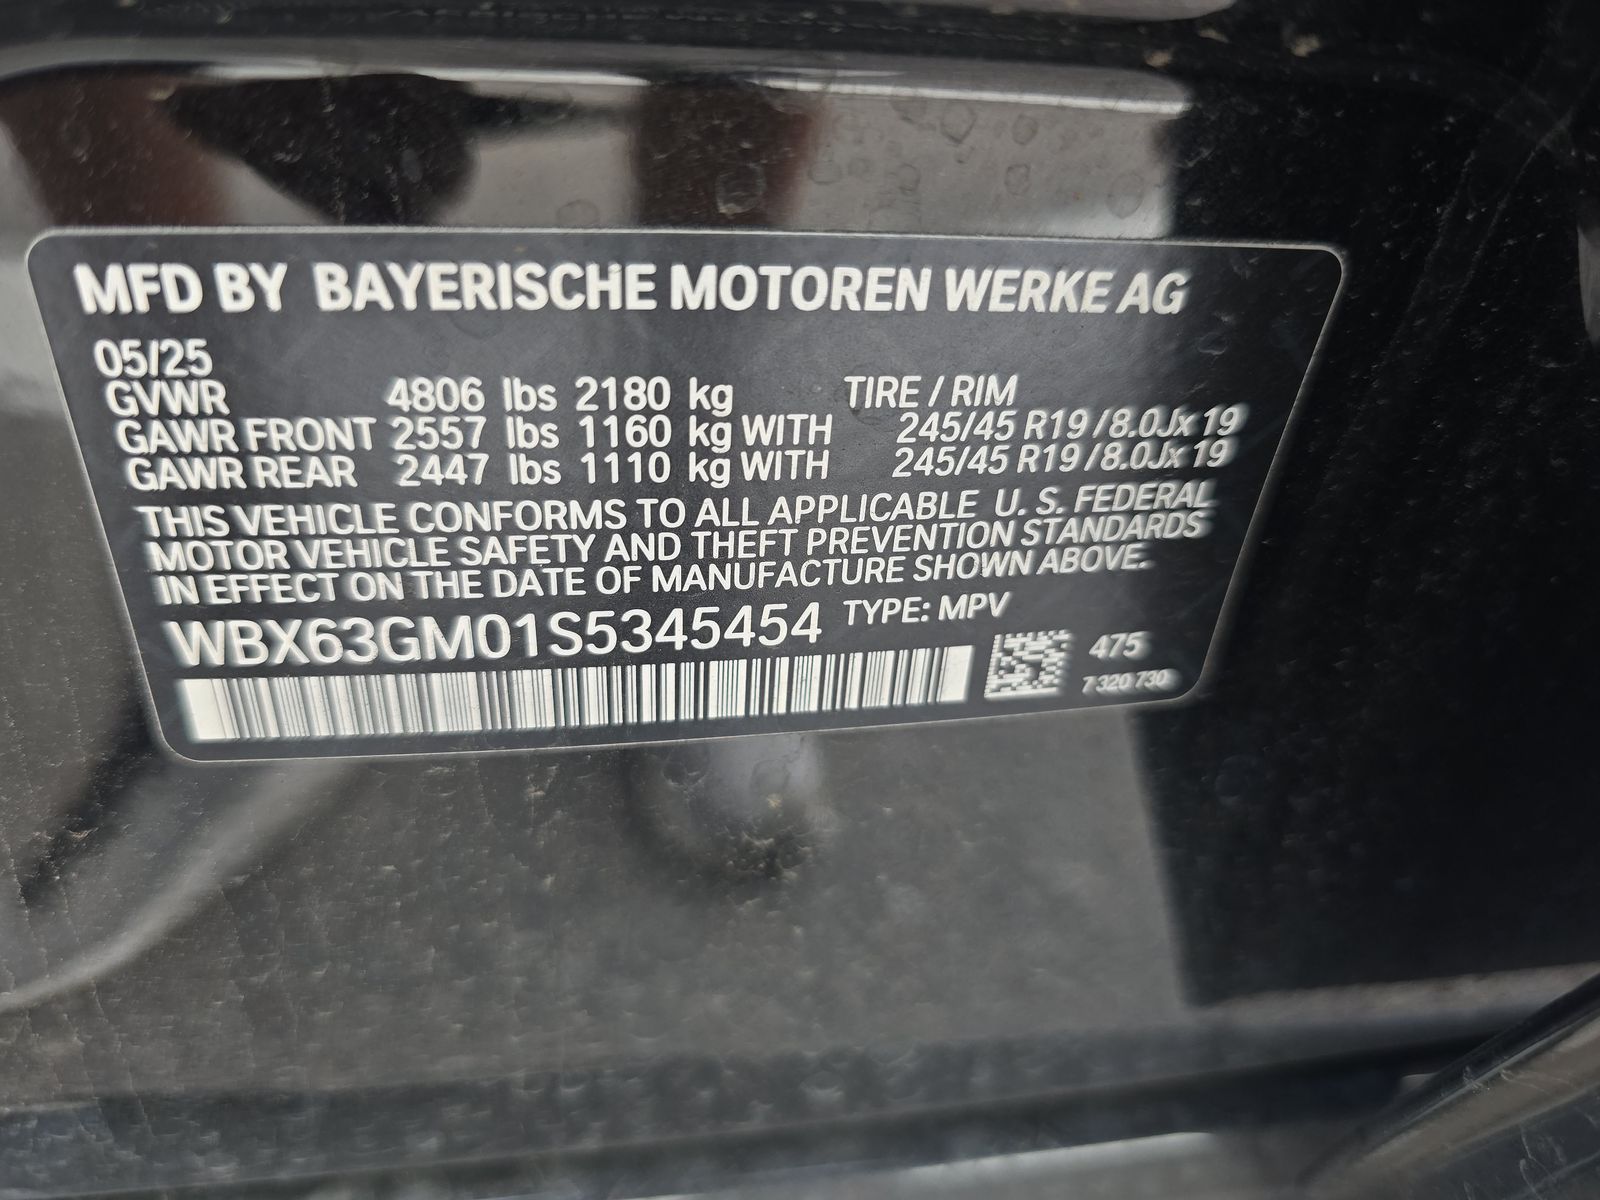 MFD BY BAYERISCHE MOTOREN WERKE AG
05/25
GVWR 4806 lbs 2180 kg TIRE / RIM
GAWR FRONT 2557 lbs 1160 kg WITH 245/45 R19 /8.0Jx 19
GAWR REAR 2447 lbs 1110 kg WITH 245/45 R19 /8.0Jx 19
THIS VEHICLE CONFORMS TO ALL APPLICABLE U. S. FEDERAL
MOTOR VEHICLE SAFETY AND THEFT PREVENTION STANDARDS
IN EFFECT ON THE DATE OF MANUFACTURE SHOWN ABOVE.
WBX63GM01S5345454 TYPE: MPV
475
7 320 730